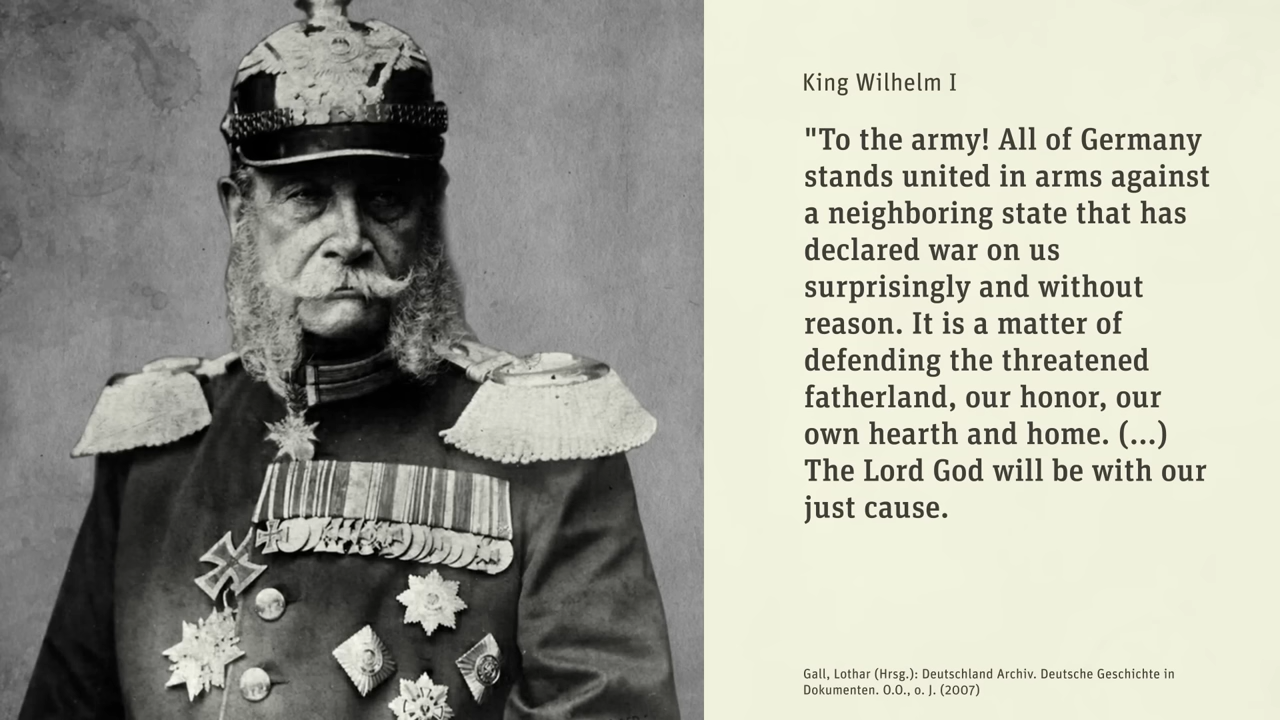 King Wilhelm I
"To the army! All of Germany
stands united in arms against
a neighboring state that has
declared war on us
surprisingly and without
reason. It is a matter of
defending the threatened
fatherland, our honor, our
own hearth and home. (...)
The Lord God will be with our
just cause.
Gall, Lothar (Hrsg.): Deutschland Archiv. Deutsche Geschichte in
Dokumenten. O.O., o. J. (2007)